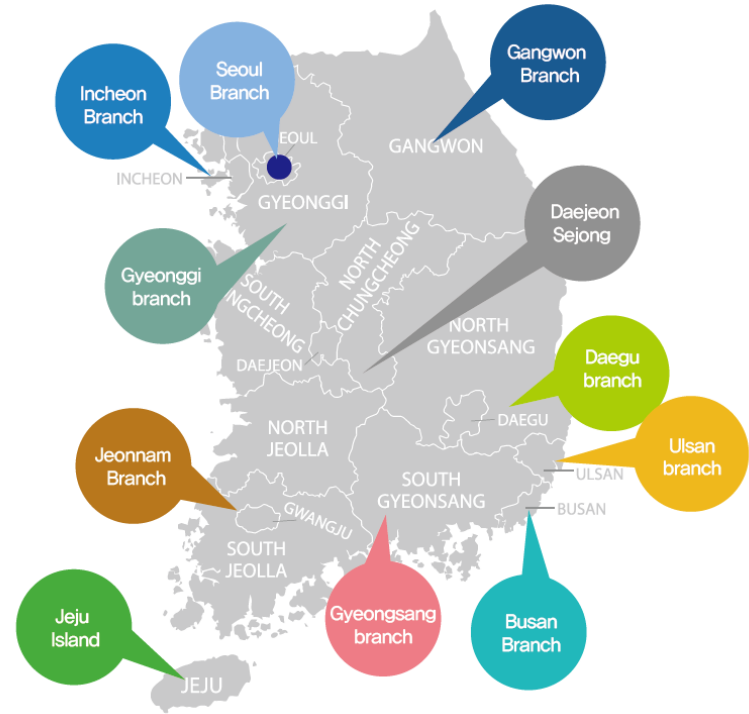 Gangwon
Branch
Seoul
Branch
Incheon
Branch
EOUL
GANGWON
INCHEON
GYEONGGI
Daejeon
Sejong
Gyeonggi
branch
NORTH
CHUNGCHEONG
SOUTH
NGCHEONG
NORTH
GYEONSANG
DAEJEON
Daegu
branch
DAEGU
NORTH
JEOLLA
Jeonnam
Branch
Ulsan
branch
ULSAN
SOUTH
GYEONSANG
BUSAN
GWANGJU
SOUTH
JEOLLA
Jeju
Island
Gyeongsang
branch
Busan
Branch
JEJU